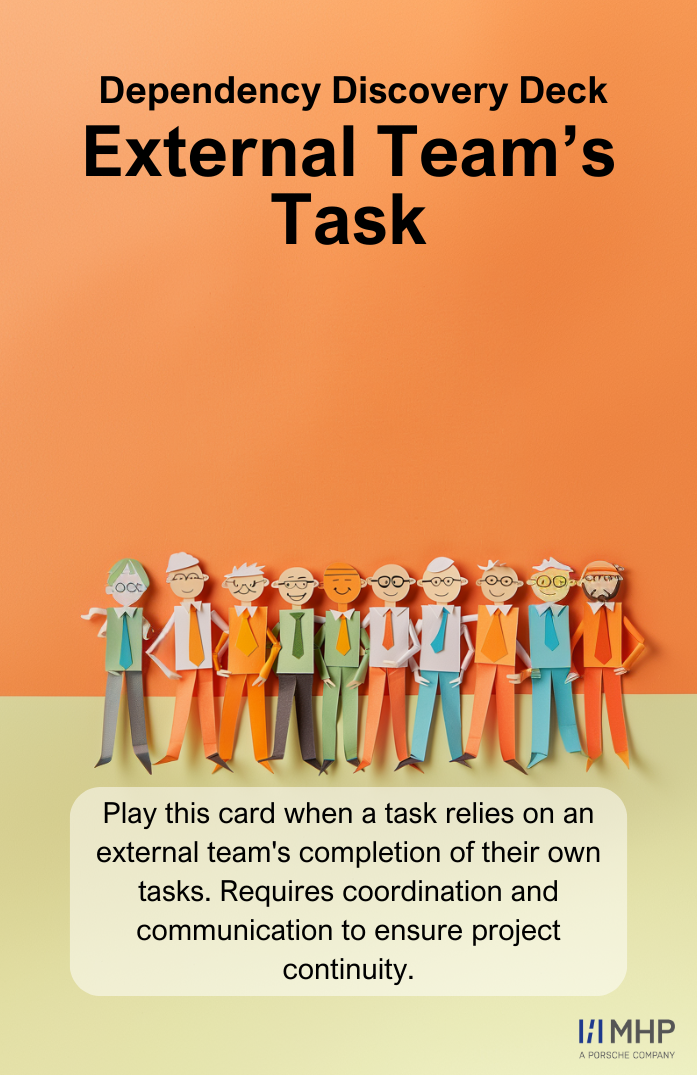 Dependency Discovery Deck
External Team’s
Task
Play this card when a task relies on an
external team's completion of their own
tasks. Requires coordination and
communication to ensure project
continuity.
MHP
A PORSCHE COMPANY